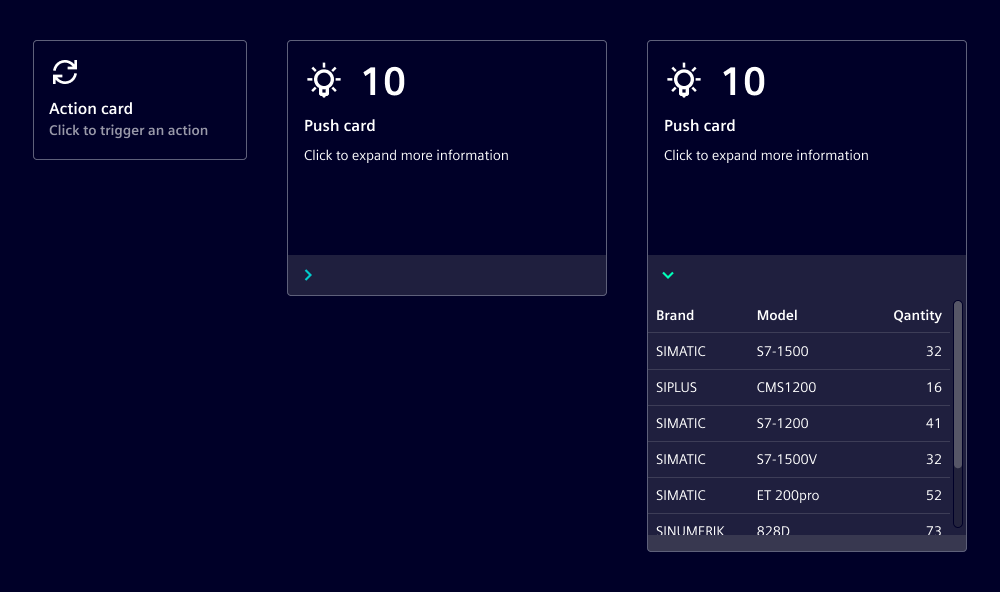 Action card
Click to trigger an action
10
Push card
Click to expand more information
10
Push card
Click to expand more information
Brand Model Qantity
SIMATIC S7-1500 32
SIPLUS CMS1200 16
SIMATIC S7-1200 41
SIMATIC S7-1500V 32
SIMATIC ET 200pro 52
SINUMERIK 828D 73